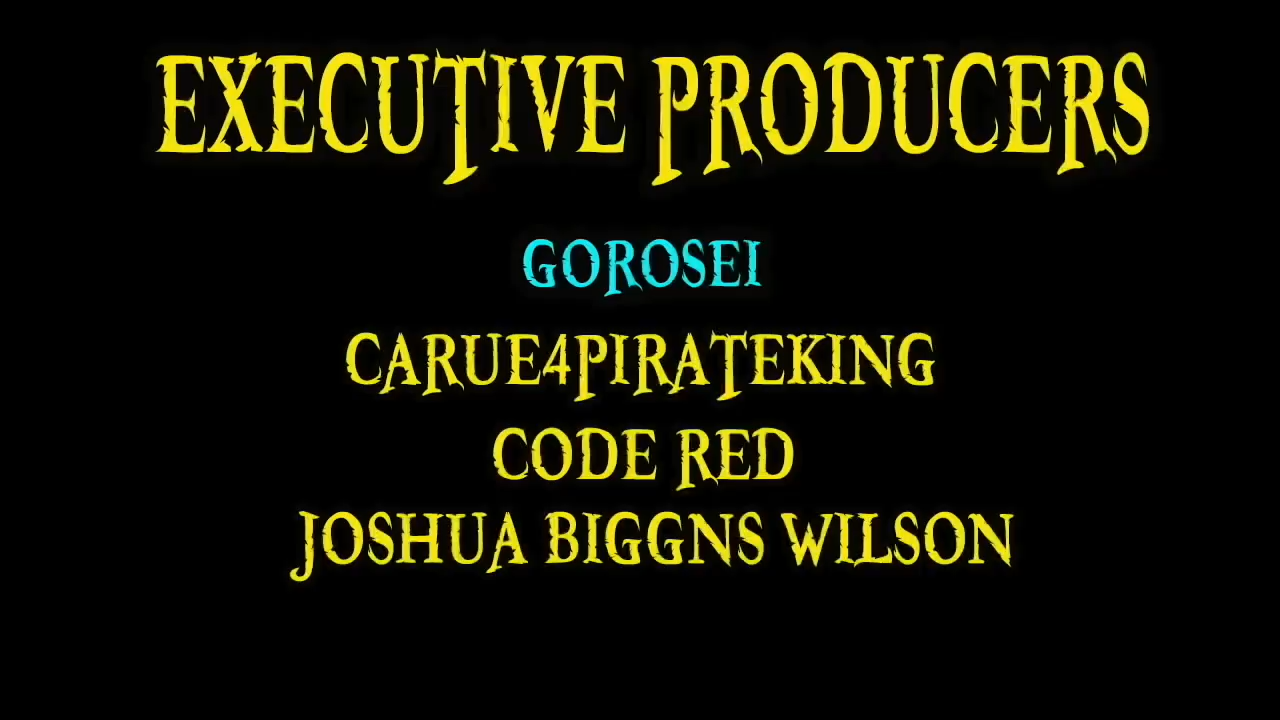 EXECUTIVE PRODUCERS
GOROSEI
CARUE4PIRATEKING
CODE RED
JOSHUA BIGGNS WILSON